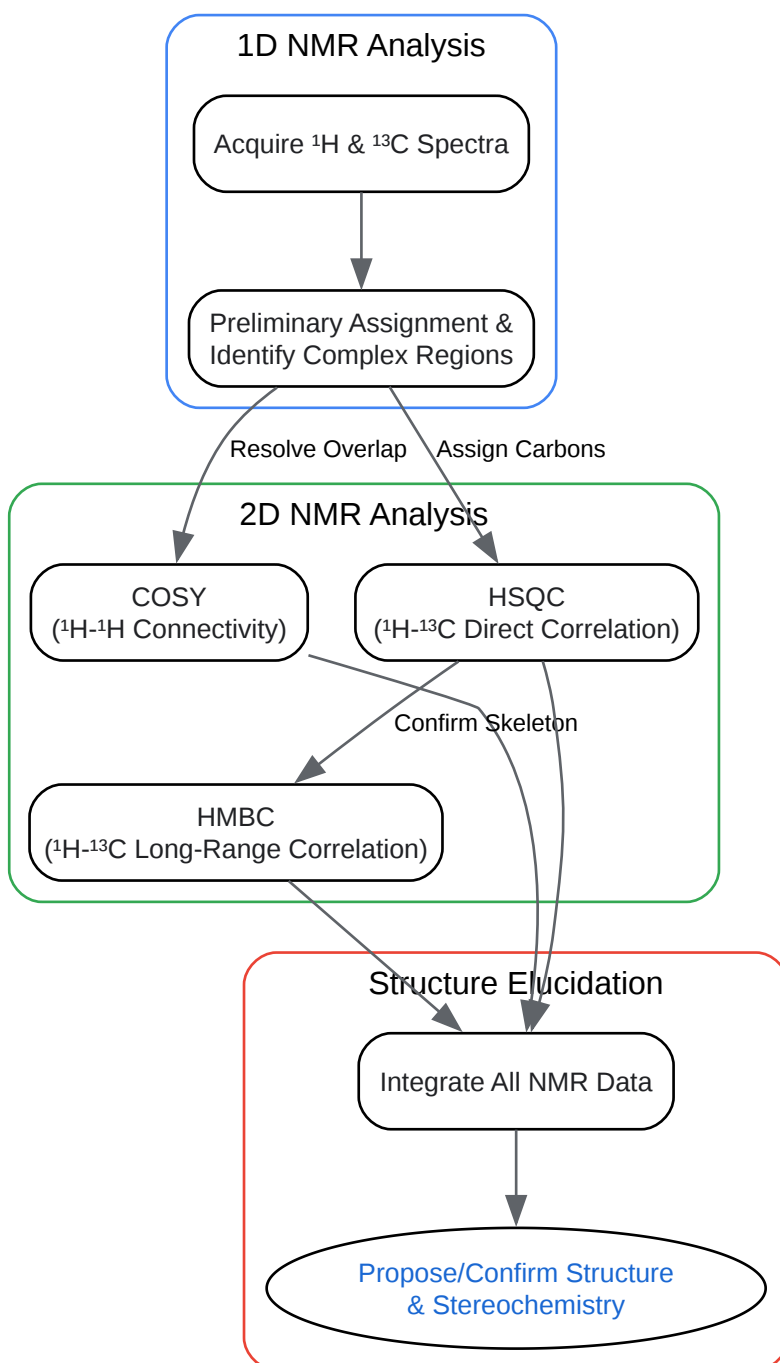 1D NMR Analysis
Acquire ¹H & ¹³C Spectra
Preliminary Assignment &
Identify Complex Regions
Resolve Overlap
Assign Carbons
2D NMR Analysis
COSY
(¹H-¹H Connectivity)
HSQC
(¹H-¹³C Direct Correlation)
Confirm Skeleton
HMBC
(¹H-¹³C Long-Range Correlation)
Structure Elucidation
Integrate All NMR Data
Propose/Confirm Structure
& Stereochemistry